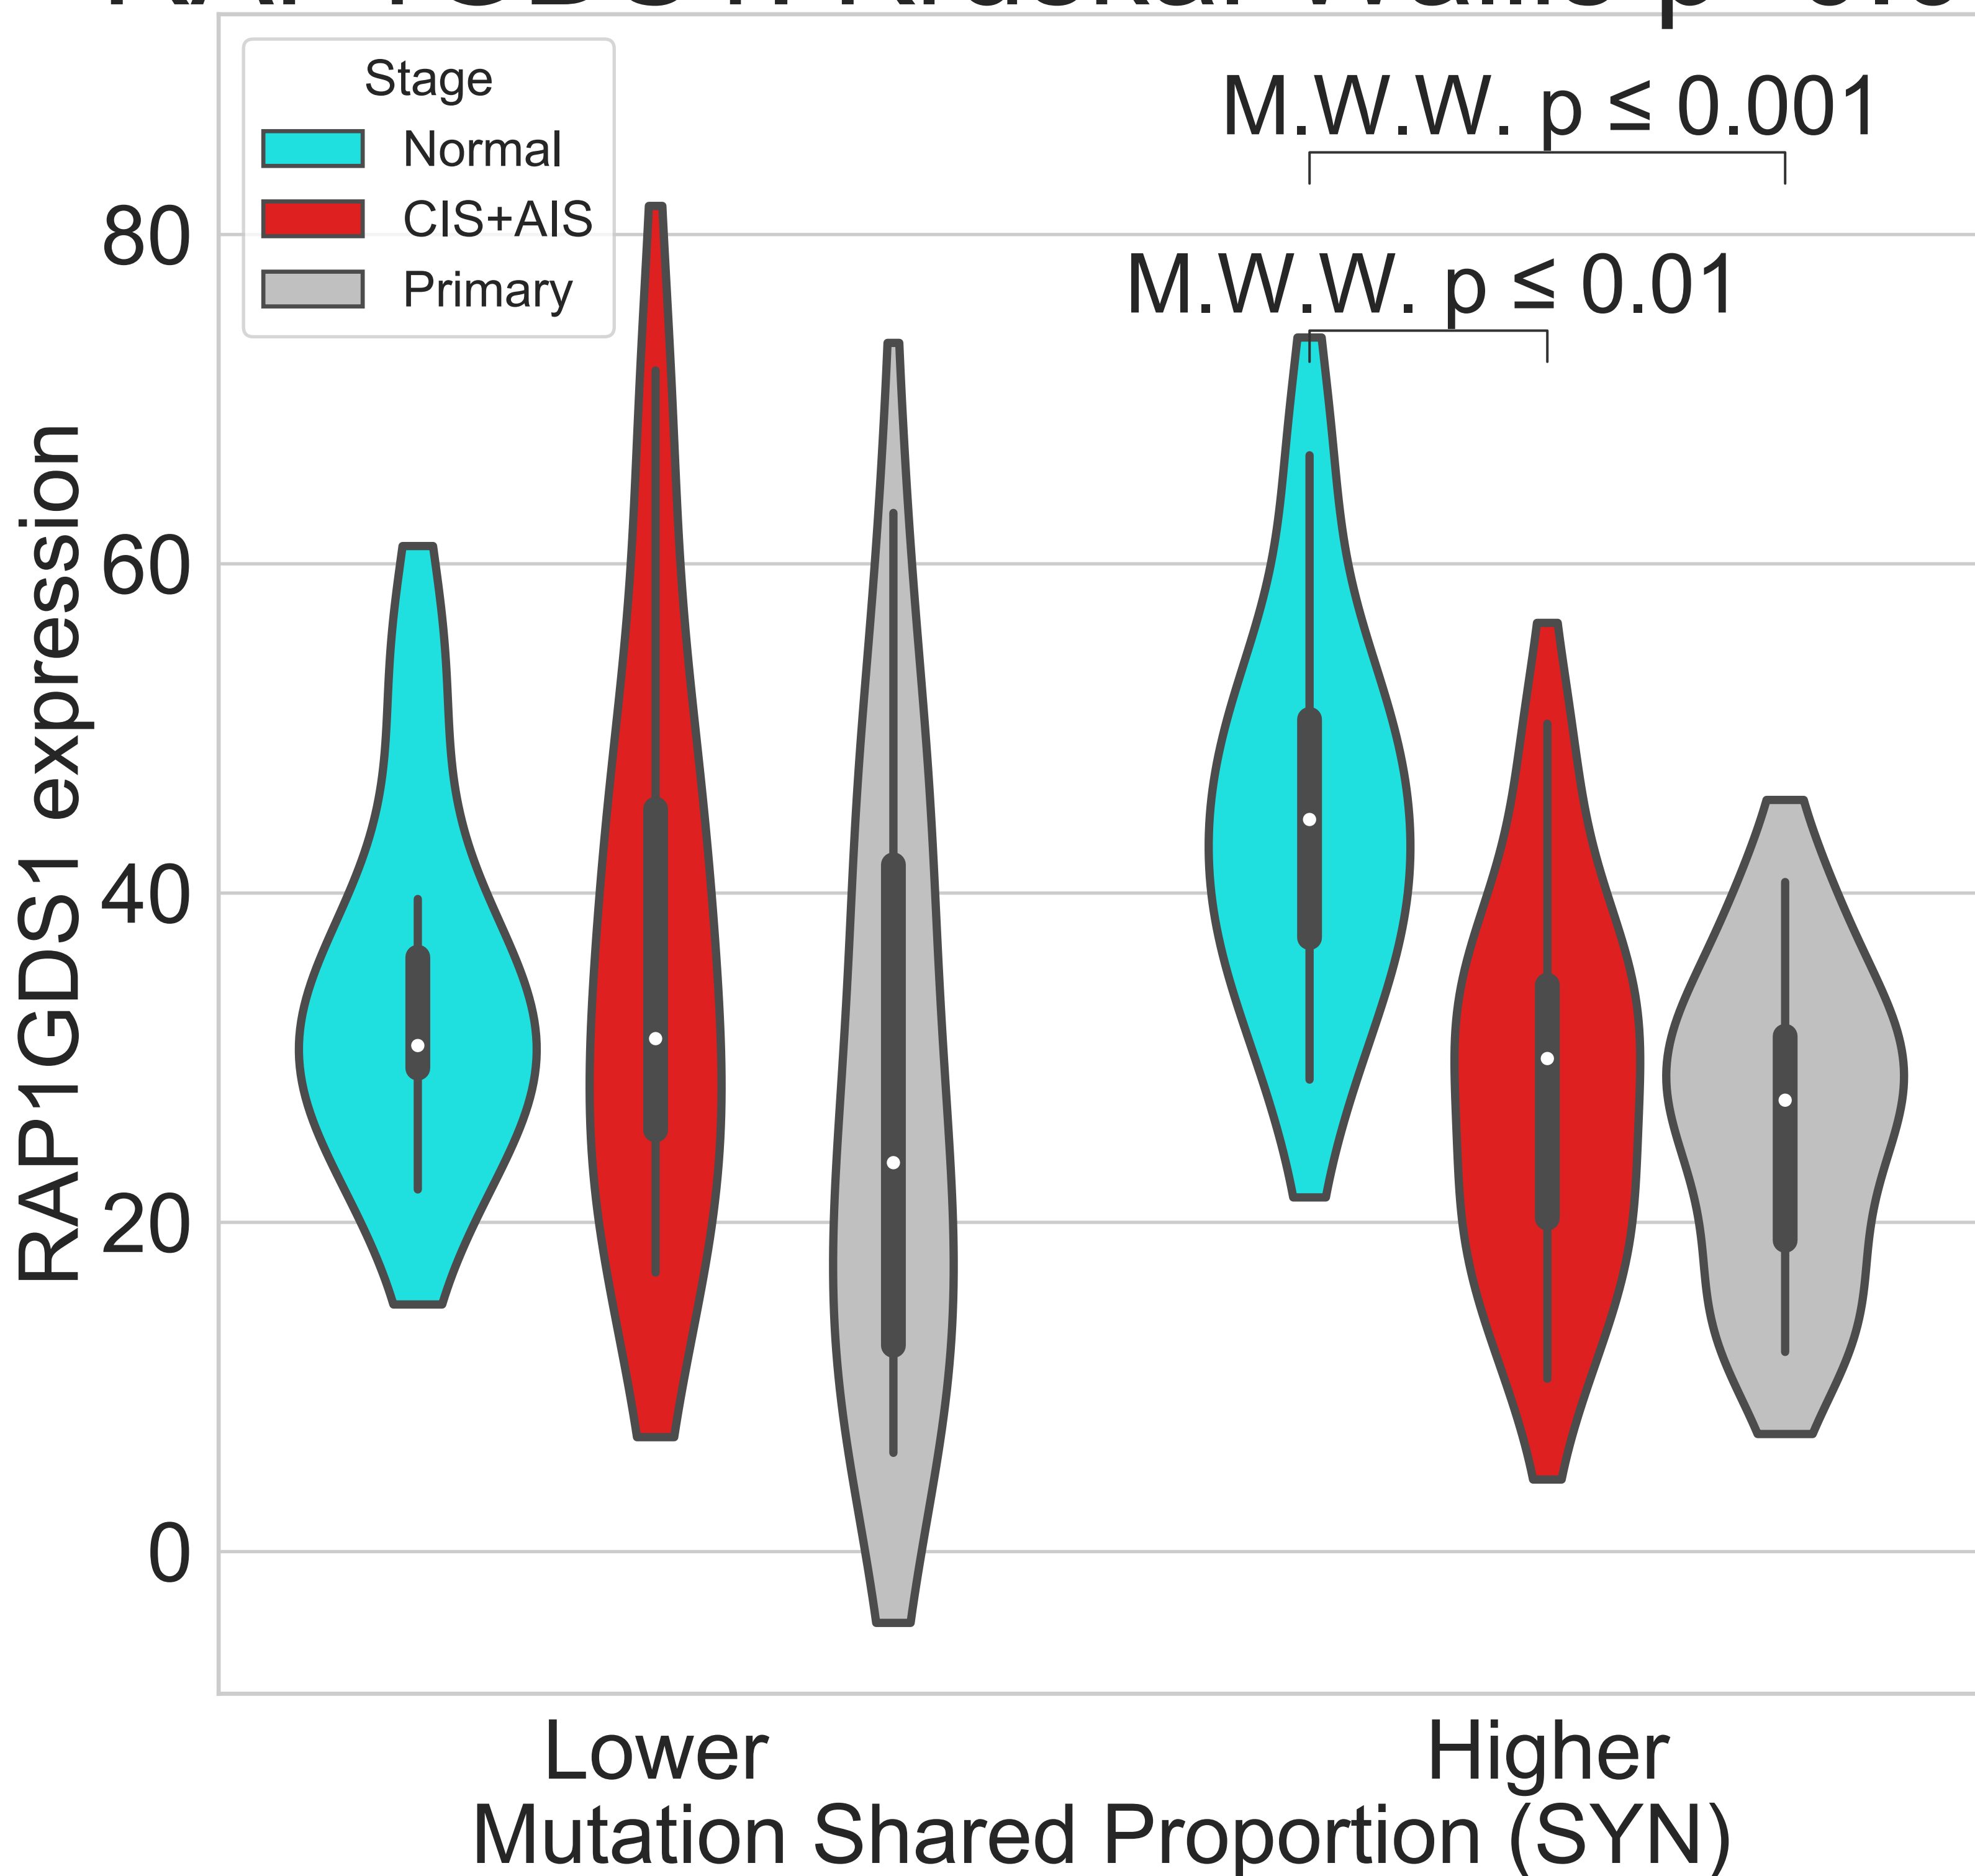 Stage
Normal
CIS+AIS
Primary
M.W.W. p ≤ 0.001
M.W.W. p ≤ 0.01
80
60
40
20
0
RAP1GDS1 expression
Lower
Higher
Mutation Shared Proportion (SYN)